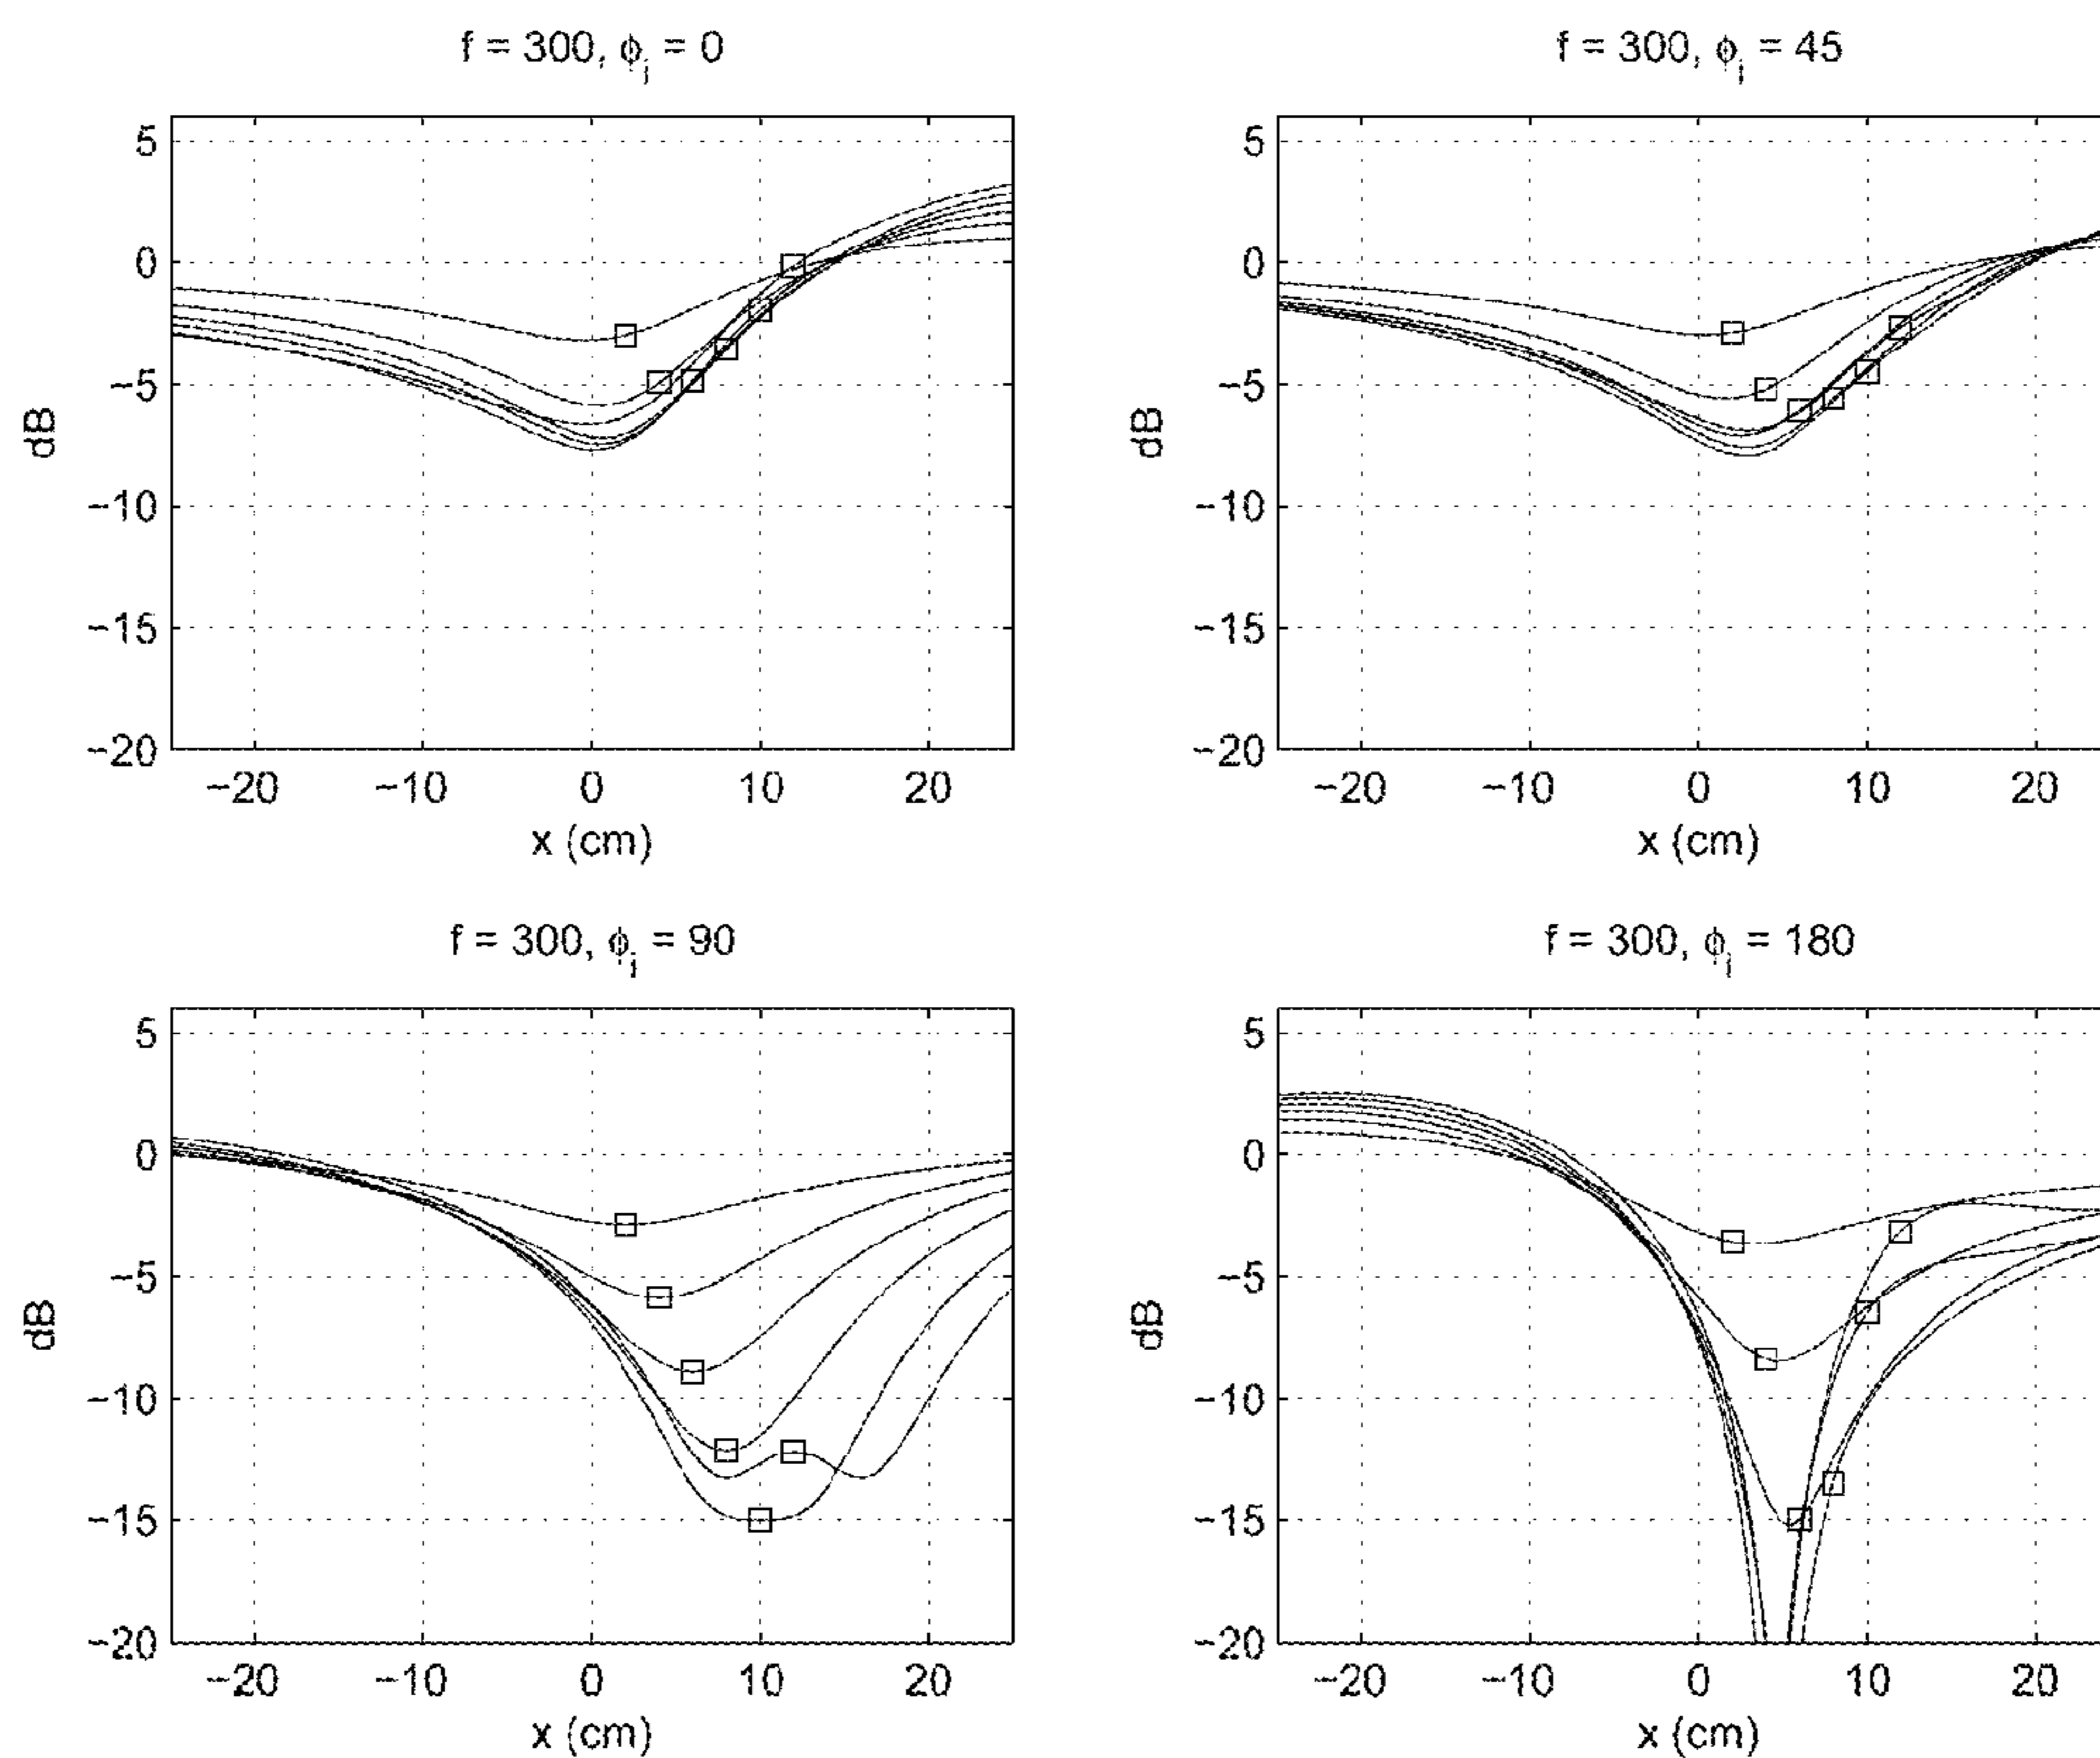 f = 300, ϕi = 0
5
0
−5
−10
−15
−20
dB
−20 −10 0 10 20
x (cm)
f = 300, ϕi = 45
5
0
−5
−10
−15
−20
dB
−20 −10 0 10 20
x (cm)
f = 300, ϕi = 90
5
0
−5
−10
−15
−20
dB
−20 −10 0 10 20
x (cm)
f = 300, ϕi = 180
5
0
−5
−10
−15
−20
dB
−20 −10 0 10 20
x (cm)